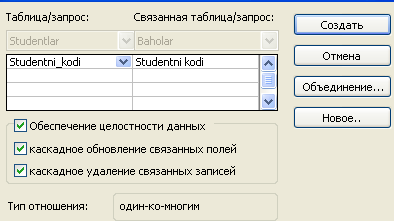 Таблица/запрос: Связанная таблица/запрос:
Studentlar Baholar
Studentni_kodi Studentni kodi
Обеспечение целостности данных
каскадное обновление связанных полей
каскадное удаление связанных записей
Тип отношения: один-ко-многим
Создать
Отмена
Объединение...
Новое..